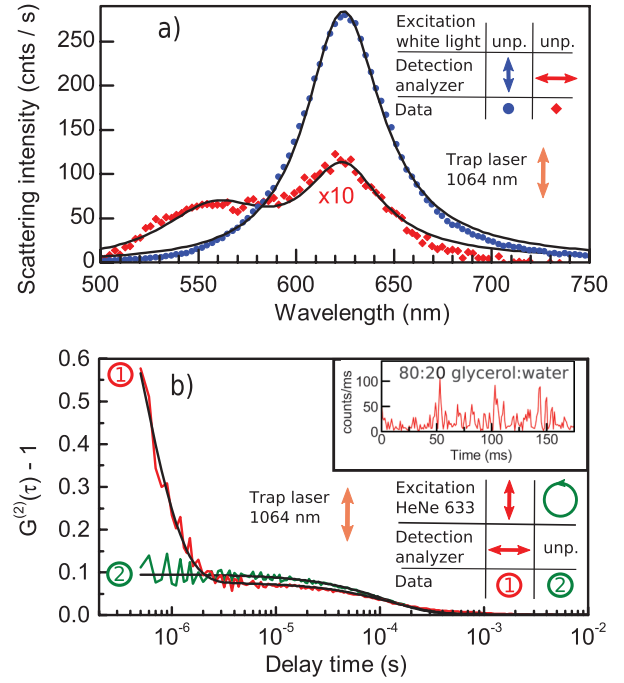 a)
Scattering intensity (cnts / s)
250
200
150
100
50
0
500 550 600 650 700 750
Wavelength (nm)
x10
Excitation
white light unp. unp.
Detection
analyzer
Data
Trap laser
1064 nm
b)
G(2)(τ) - 1
0.6
0.5
0.4
0.3
0.2
0.1
0.0
10-6 10-5 10-4 10-3 10-2
Delay time (s)
1
2
80:20 glycerol:water
counts/ms
100
50
0
0 50 100 150
Time (ms)
Trap laser
1064 nm
Excitation
HeNe 633
Detection
analyzer unp.
Data 1 2